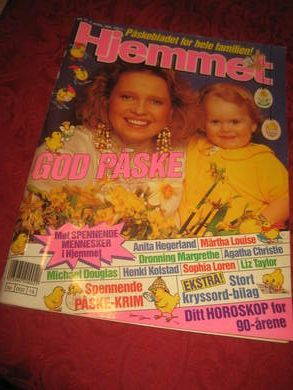 Påskebladet for hele familien!
Hjemmet
GOD PÅSKE
Møt SPENNENDE
MENNESKER
i Hjemmet
Anita Hegerland
Märtha Louise
Dronning Margrethe
Agatha Christie
Michael Douglas
Henki Kolstad
Sophia Loren
Liz Taylor
Spennende
PÅSKE-KRIM
EKSTRA!
Stort
kryssord-bilag
Ditt HOROSKOP for
90-årene